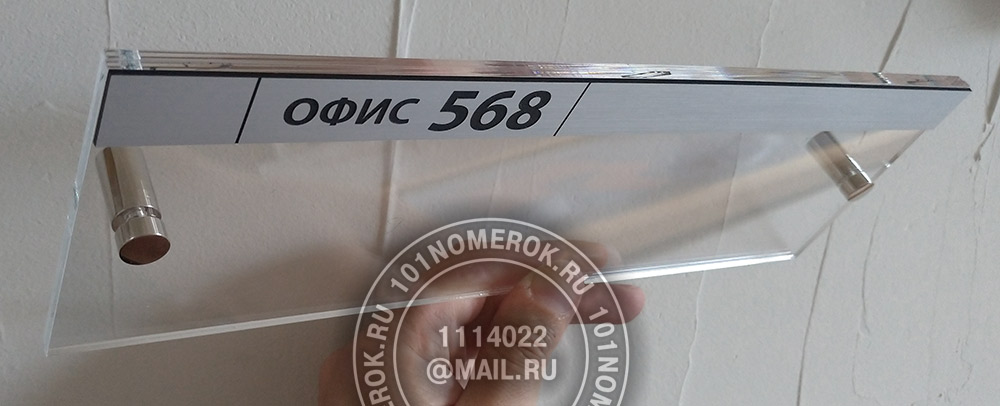 ОФИС 568
101NOMEROK.RU
101NOMEROK.RU
1114022
@MAIL.RU